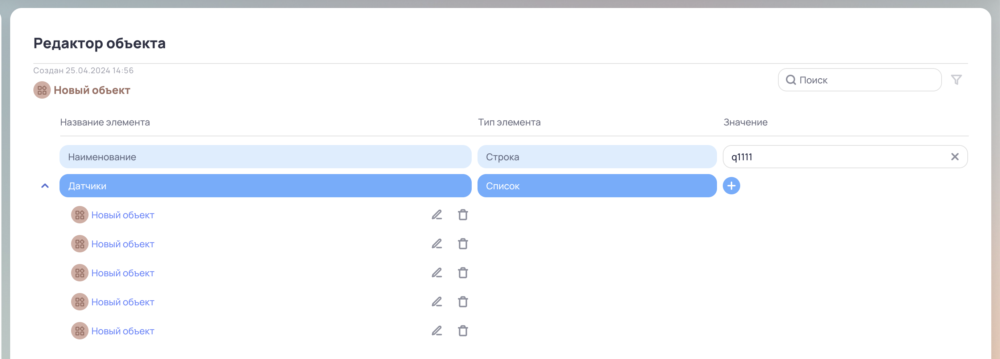 Редактор объекта
Создан 25.04.2024 14:56
Поиск
Новый объект
Название элемента Тип элемента Значение
Наименование Строка q1111
Датчики Список
Новый объект
Новый объект
Новый объект
Новый объект
Новый объект